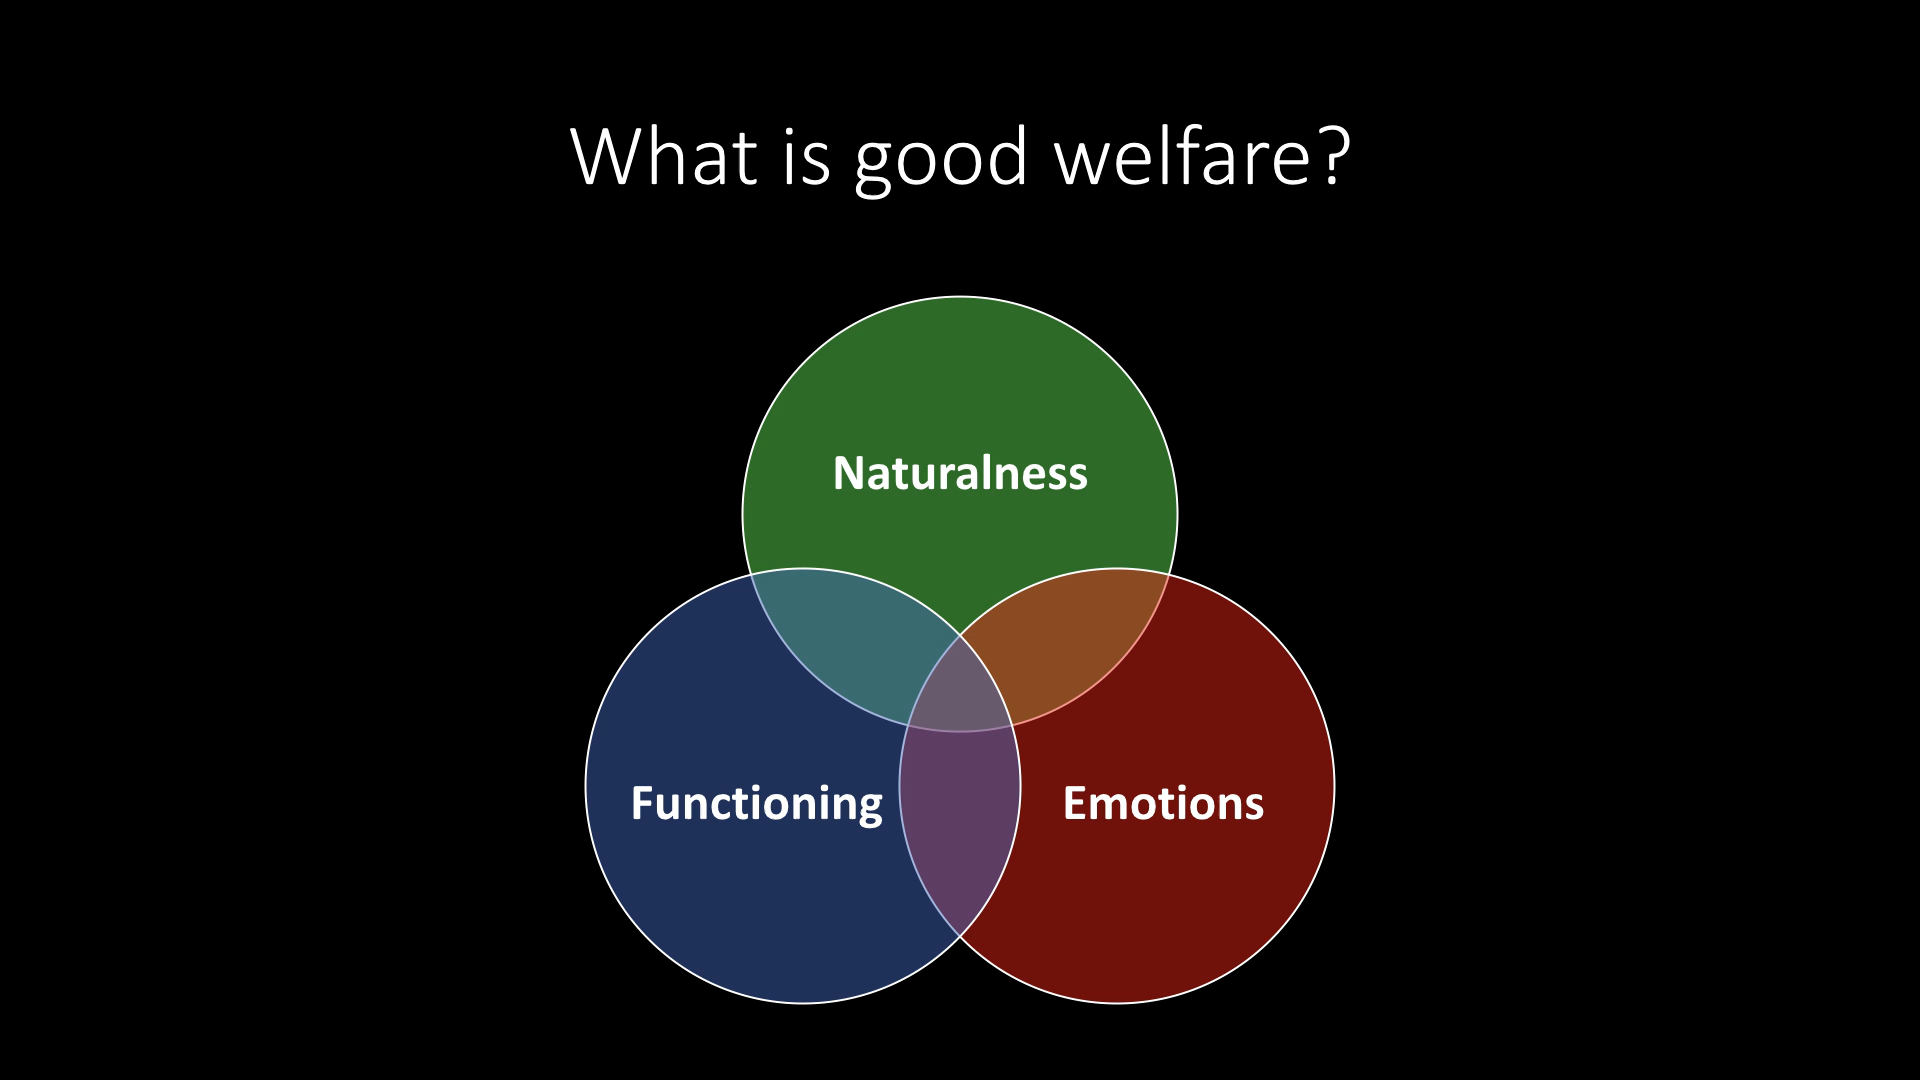 What is good welfare?
Naturalness
Functioning
Emotions